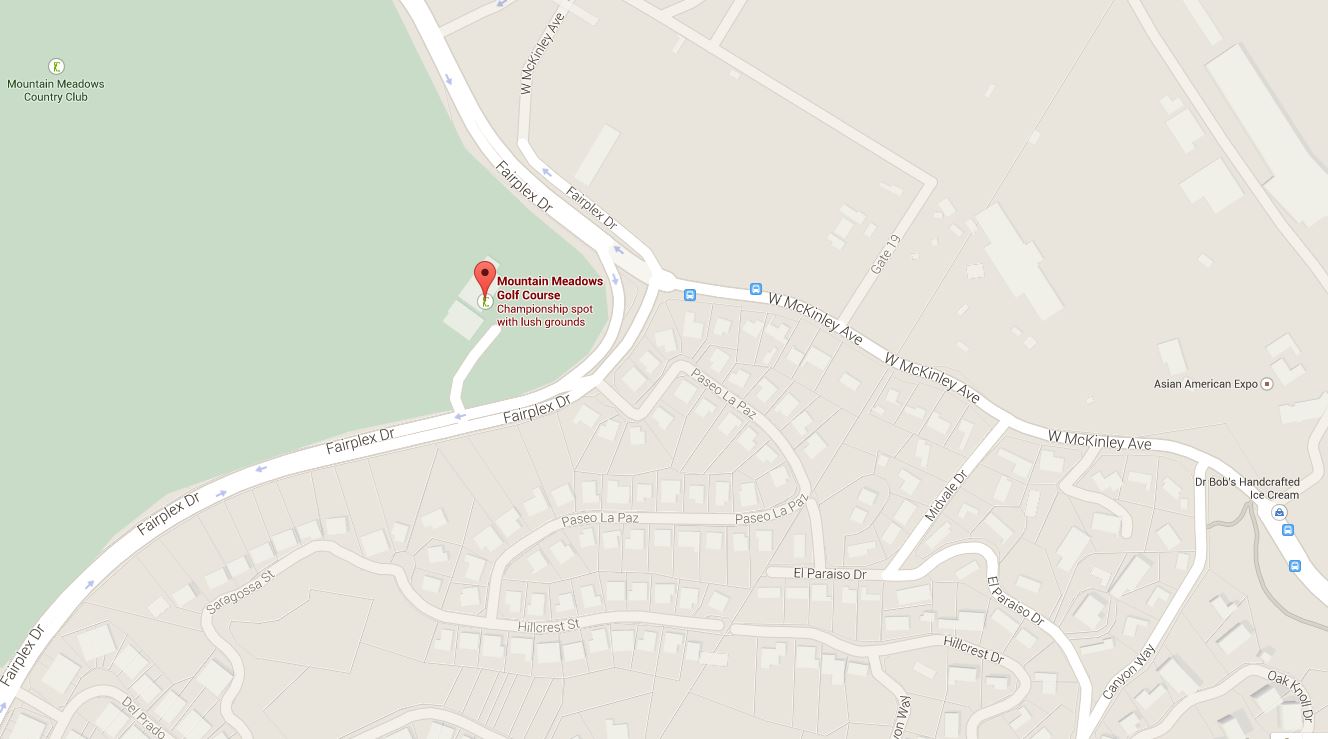 W McKinley Ave
Mountain Meadows
Country Club
Fairplex Dr
Fairplex Dr
Gate 19
Mountain Meadows
Golf Course
Championship spot
with lush grounds
W McKinley Ave
W McKinley Ave
Paseo La Paz
Asian American Expo
Fairplex Dr
Fairplex Dr
W McKinley Ave
Dr Bob's Handcrafted
Ice Cream
Midvale Dr
Fairplex Dr
Paseo La Paz
Paseo La Paz
El Paraiso Dr
Saragossa St
El Paraiso Dr
Hillcrest St
Fairplex Dr
Hillcrest Dr
Canyon Way
Oak Knoll Dr
Del Prado
yon Way